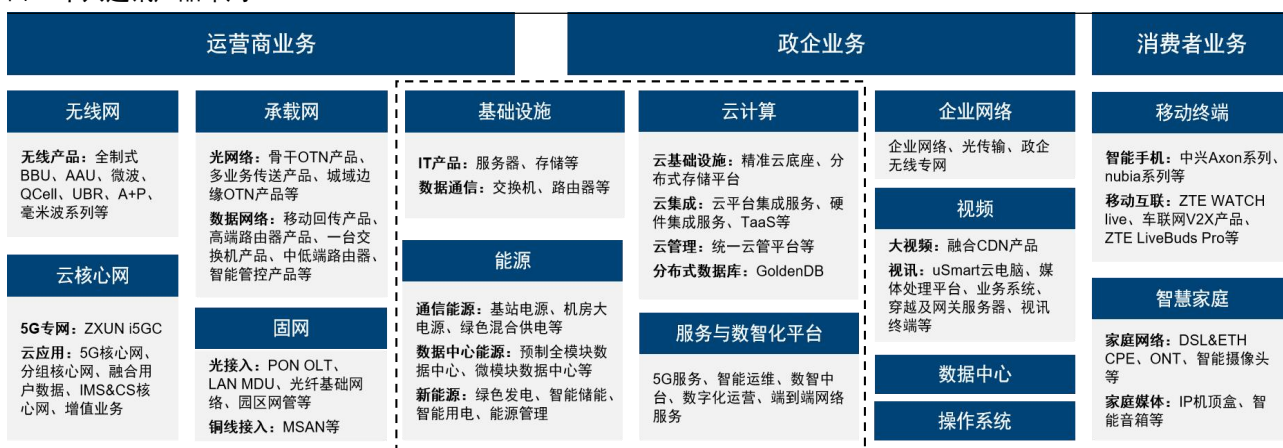 运营商业务
政企业务
消费者业务
无线网
无线产品：全制式
BBU、AAU、微波、
QCell、UBR、A+P、
毫米波系列等
云核心网
5G专网：ZXUN i5GC
云应用：5G核心网、
分组核心网、融合用
户数据、IMS&CS核
心网、增值业务
承载网
光网络：骨干OTN产品、
多业务传送产品、城域边
缘OTN产品等
数据网络：移动回传产品、
高端路由器产品、一台交
换机产品、中低端路由器、
智能管控产品等
固网
光接入：PON OLT、
LAN MDU、光纤基础网
络、园区网管等
铜线接入：MSAN等
基础设施
IT产品：服务器、存储等
数据通信：交换机、路由器等
能源
通信能源：基站电源、机房大
电源、绿色混合供电等
数据中心能源：预制全模块数
据中心、微模块数据中心等
新能源：绿色发电、智能储能、
智能用电、能源管理
云计算
云基础设施：精准云底座、分
布式存储平台
云集成：云平台集成服务、硬
件集成服务、TaaS等
云管理：统一云管平台等
分布式数据库：GoldenDB
服务与数智化平台
5G服务、智能运维、数智中
台、数字化运营、端到端网络
服务
企业网络
企业网络、光传输、政企
无线专网
视频
大视频：融合CDN产品
视讯：uSmart云电脑、媒
体处理平台、业务系统、
穿越及网关服务器、视讯
终端等
数据中心
操作系统
移动终端
智能手机：中兴Axon系列、
nubia系列等
移动互联：ZTE WATCH
live、车联网V2X产品、
ZTE LiveBuds Pro等
智慧家庭
家庭网络：DSL&ETH
CPE、ONT、智能摄像头
等
家庭媒体：IP机顶盒、智
能音箱等